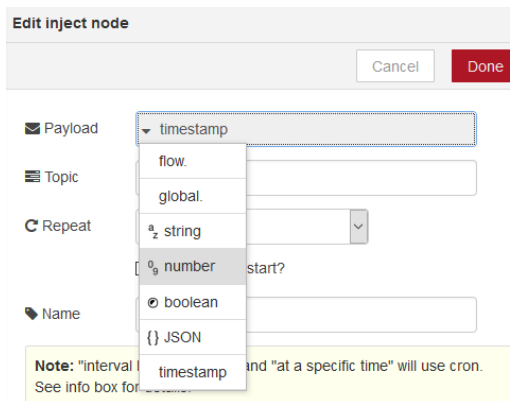 Edit inject node
Cancel
Done
Payload
timestamp
flow.
Topic
global.
Repeat
string
number
start?
boolean
Name
{} JSON
Note: "interval
and "at a specific time" will use cron.
timestamp
See info box for